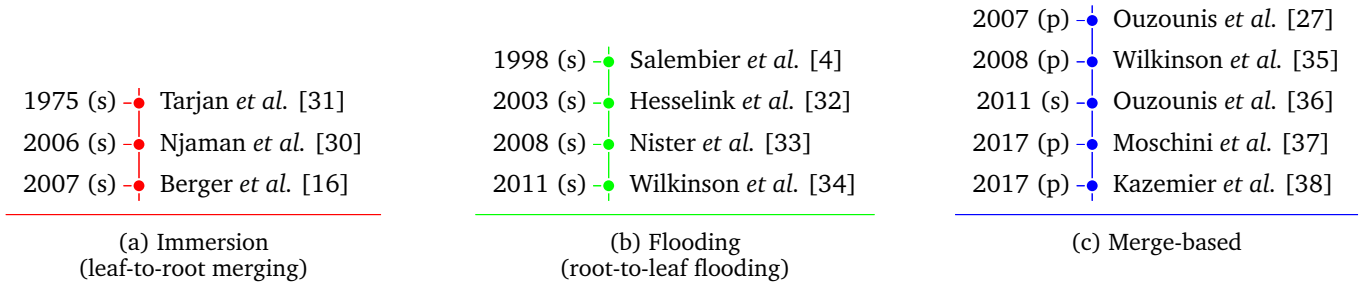 1975 (s) Tarjan et al. [31]
2006 (s) Njaman et al. [30]
2007 (s) Berger et al. [16]
(a) Immersion
(leaf-to-root merging)
1998 (s) Salembier et al. [4]
2003 (s) Hesselink et al. [32]
2008 (s) Nister et al. [33]
2011 (s) Wilkinson et al. [34]
(b) Flooding
(root-to-leaf flooding)
2007 (p) Ouzounis et al. [27]
2008 (p) Wilkinson et al. [35]
2011 (s) Ouzounis et al. [36]
2017 (p) Moschini et al. [37]
2017 (p) Kazemier et al. [38]
(c) Merge-based